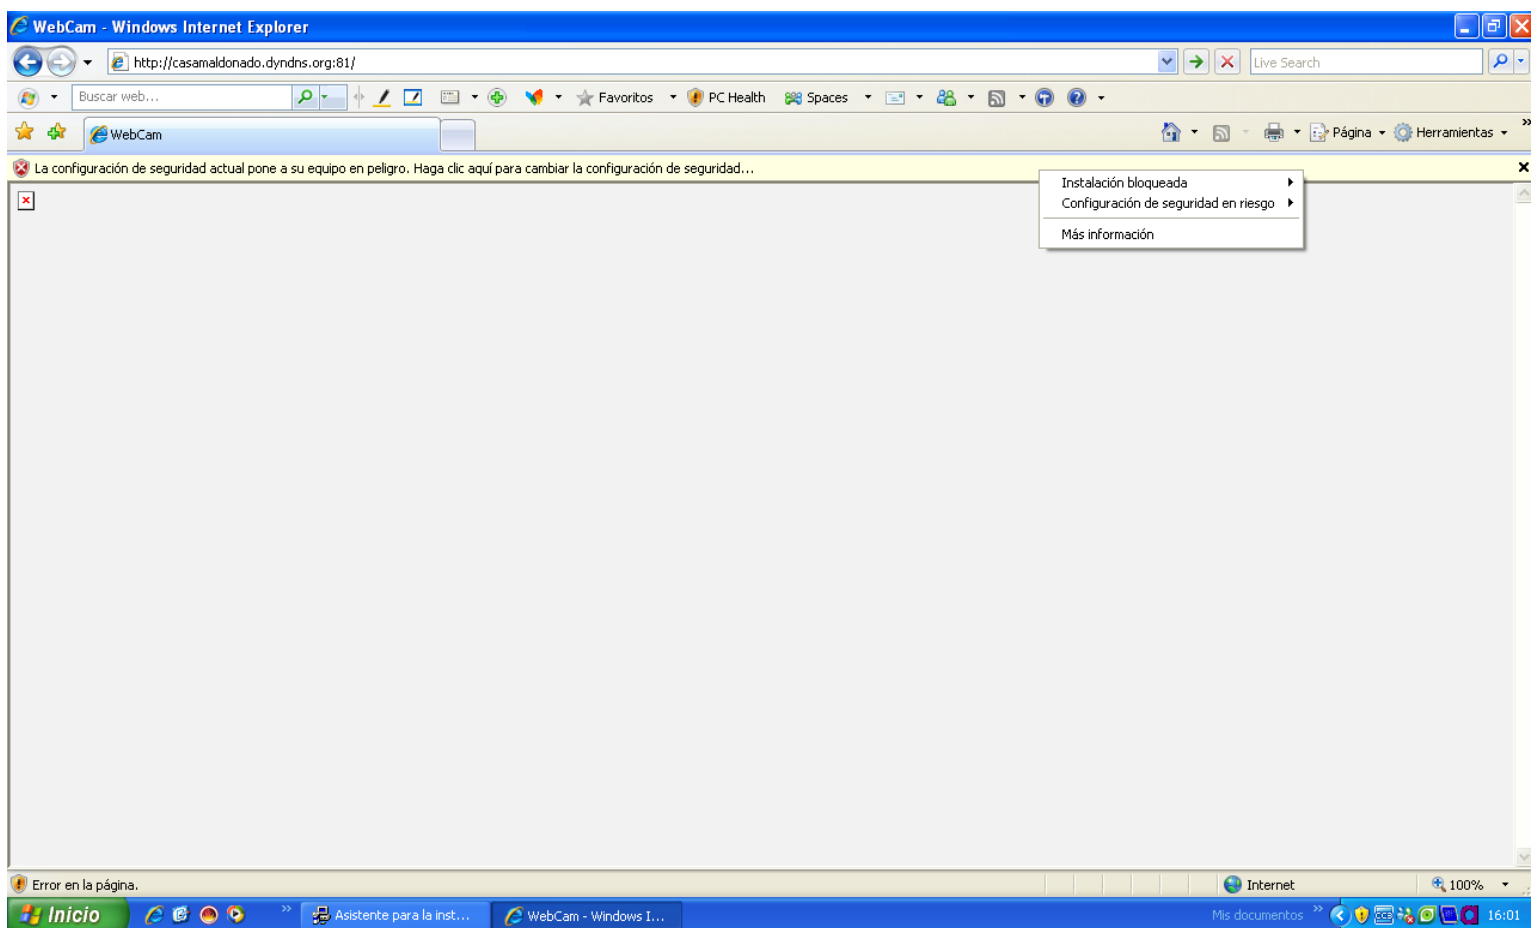 WebCam - Windows Internet Explorer
http://casamaldonado.dyndns.org:81/
Live Search
Buscar web...
Favoritos
PC Health
Spaces
WebCam
Página
Herramientas
La configuración de seguridad actual pone a su equipo en peligro. Haga clic aquí para cambiar la configuración de seguridad...
Instalación bloqueada
Configuración de seguridad en riesgo
Más información
Error en la página.
Internet
100%
Inicio
Asistente para la inst...
WebCam - Windows I...
Mis documentos
16:01